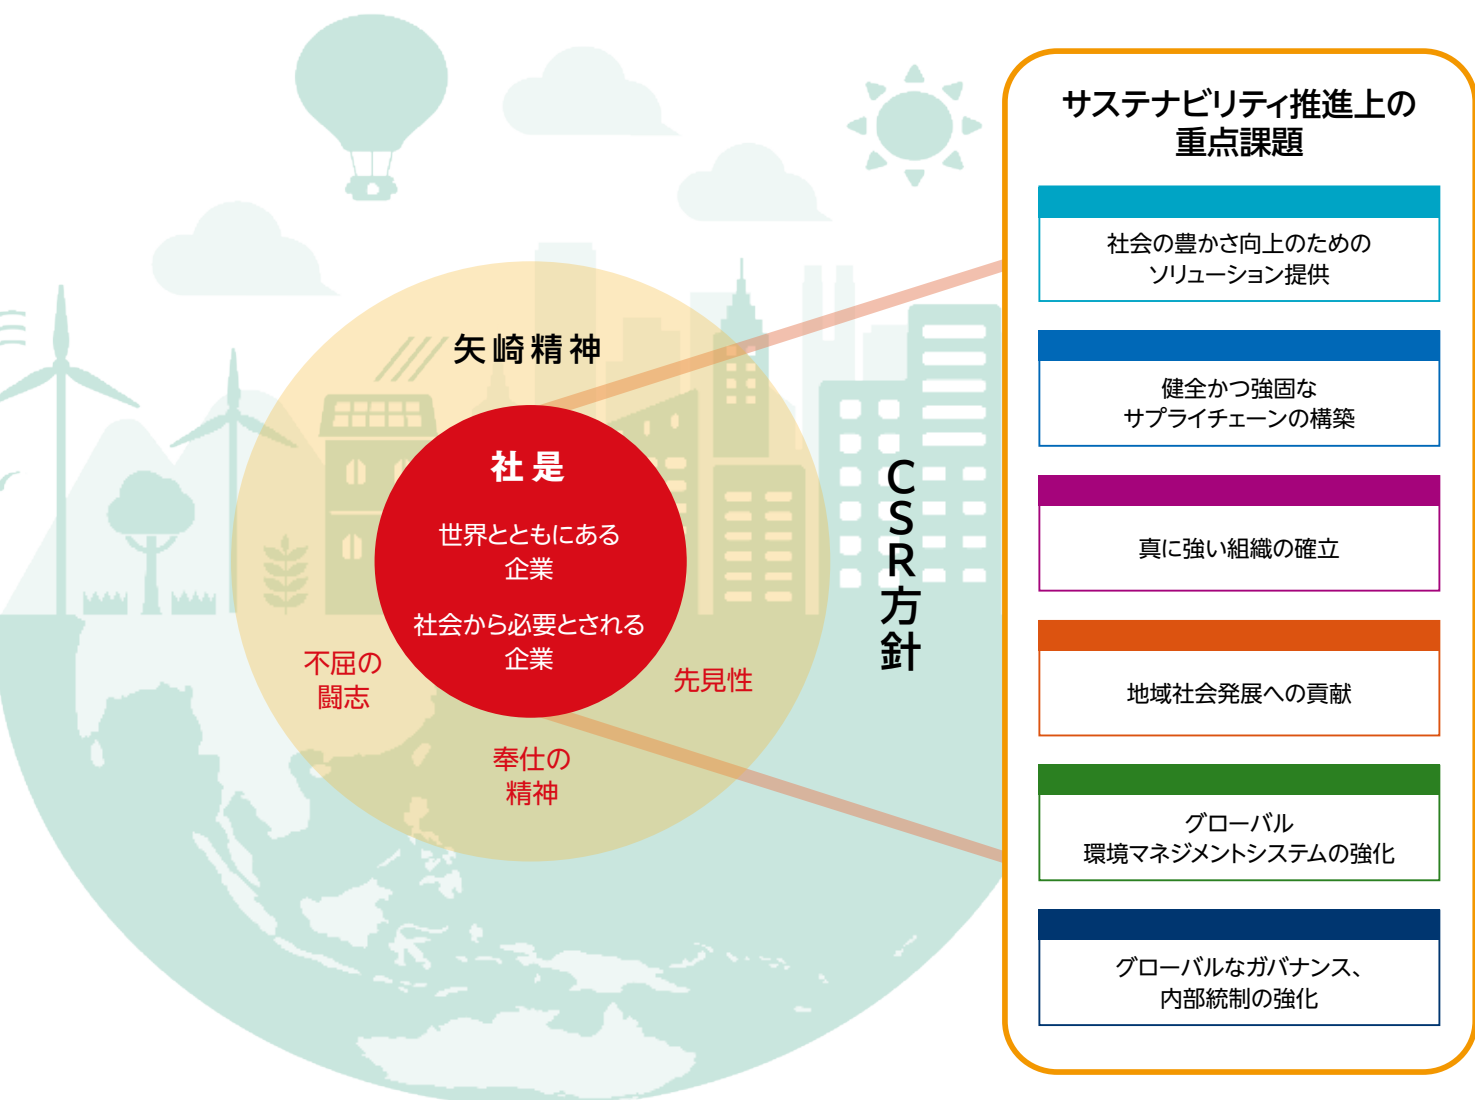 矢崎精神
社是
世界とともにある
企業
社会から必要とされる
企業
不屈の
闘志
奉仕の
精神
先見性
CSR方針
サステナビリティ推進上の
重点課題
社会の豊かさ向上のための
ソリューション提供
健全かつ強固な
サプライチェーンの構築
真に強い組織の確立
地域社会発展への貢献
グローバル
環境マネジメントシステムの強化
グローバルなガバナンス、
内部統制の強化